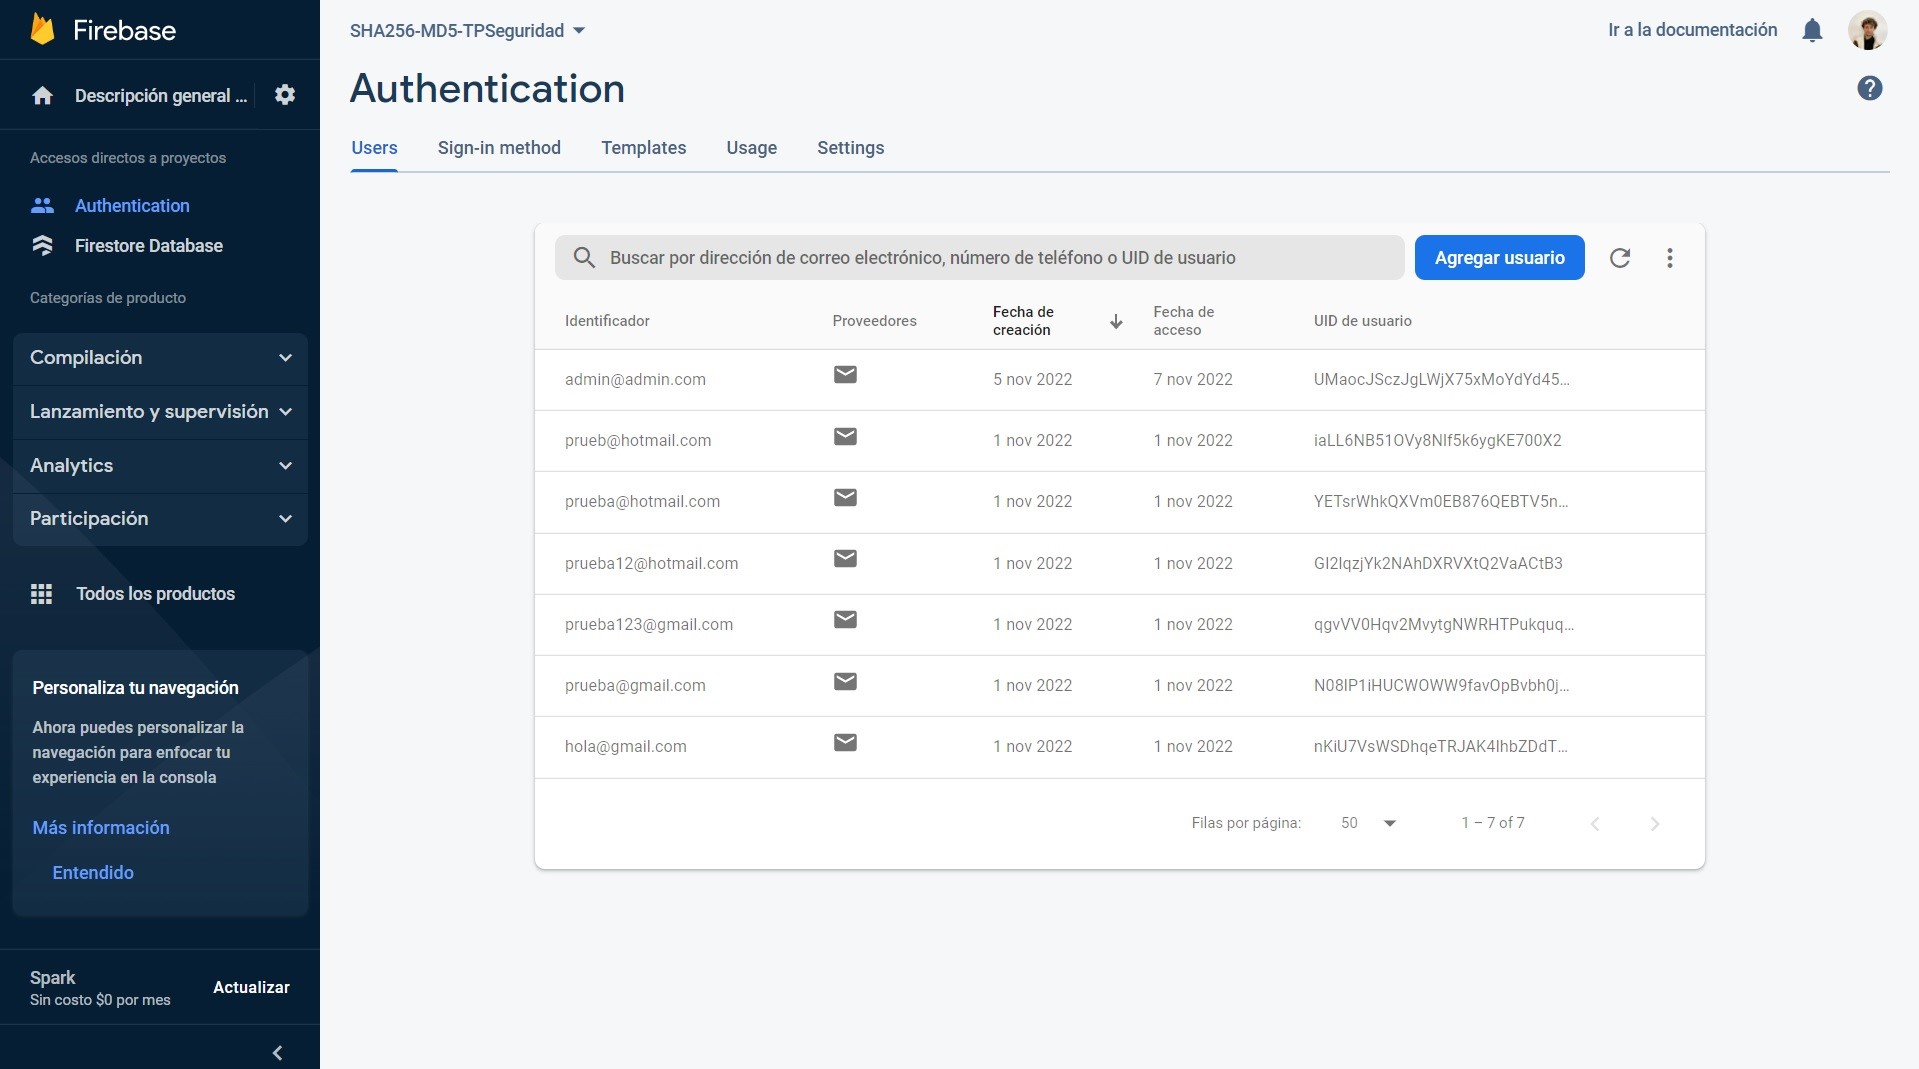 Firebase
Descripción general ...
Accesos directos a proyectos
Authentication
Firestore Database
Categorías de producto
Compilación
Lanzamiento y supervisión
Analytics
Participación
Todos los productos
Personaliza tu navegación
Ahora puedes personalizar la
navegación para enfocar tu
experiencia en la consola
Más información
Entendido
Spark
Sin costo $0 por mes
Actualizar
SHA256-MD5-TPSeguridad
Ir a la documentación
Authentication
Users Sign-in method Templates Usage Settings
Buscar por dirección de correo electrónico, número de teléfono o UID de usuario
Agregar usuario
Identificador Proveedores Fecha de creación Fecha de acceso UID de usuario
admin@admin.com 5 nov 2022 7 nov 2022 UMaocJSczJgLWjX75xMoYdYd45...
prueb@hotmail.com 1 nov 2022 1 nov 2022 iaLL6NB51OVy8NIf5k6ygKE700X2
prueba@hotmail.com 1 nov 2022 1 nov 2022 YETsrWhkQXVm0EB876QEBTV5n...
prueba12@hotmail.com 1 nov 2022 1 nov 2022 GI2lqzjYk2NAhDXRVXtQ2VaACtB3
prueba123@gmail.com 1 nov 2022 1 nov 2022 qgvVV0Hqv2MvytgNWRHTPukquq...
prueba@gmail.com 1 nov 2022 1 nov 2022 N08IP1iHUCWOWW9favOpBvbh0j...
hola@gmail.com 1 nov 2022 1 nov 2022 nKiU7VsWSDhqeTRJAK4IhbZDdT...
Filas por página: 50 1 – 7 of 7